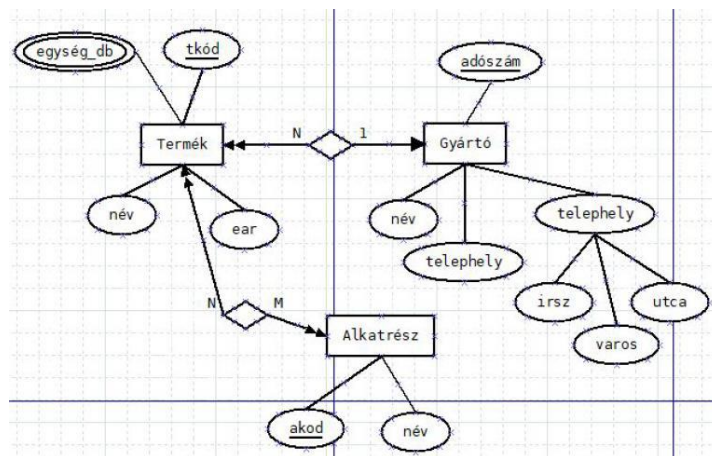 egység_db
tkód
adószám
Termék
N
1
Gyártó
név
ear
név
telephely
telephely
irsz
varos
utca
N
M
Alkatrész
akod
név